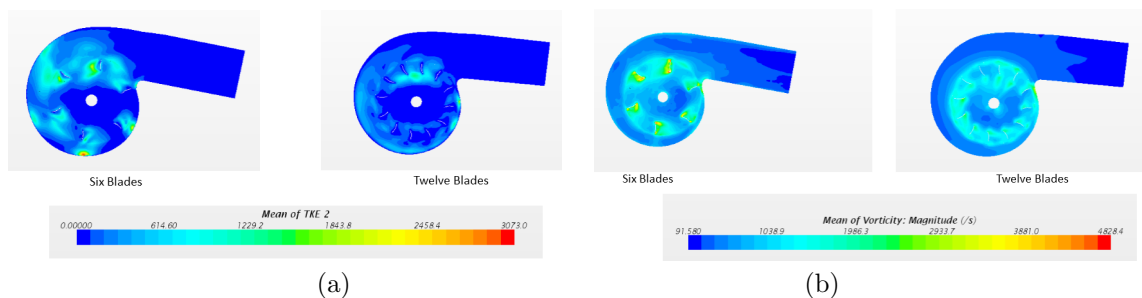 Six Blades
Twelve Blades
Mean of TKE 2
0.00000 614.60 1229.2 1843.8 2458.4 3073.0
(a)
Six Blades
Twelve Blades
Mean of Vorticity: Magnitude (/s)
91.580 1038.9 1986.3 2933.7 3881.0 4828.4
(b)